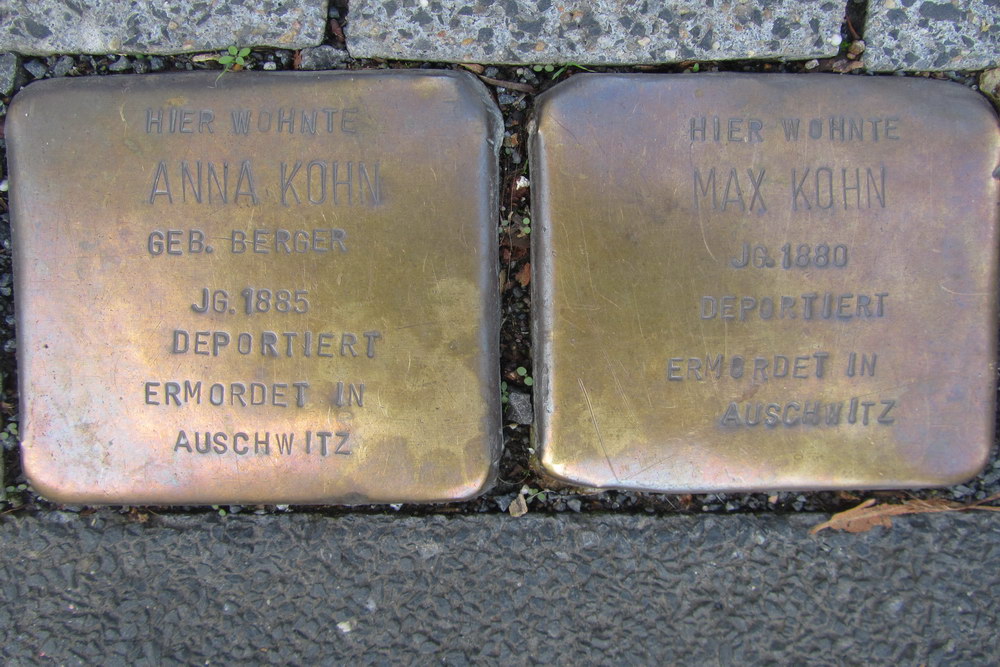 HIER WOHNTE
ANNA KOHN
GEB. BERGER
JG. 1885
DEPORTIERT
ERMORDET IN
AUSCHWITZ
HIER WOHNTE
MAX KOHN
JG. 1880
DEPORTIERT
ERMORDET IN
AUSCHWITZ